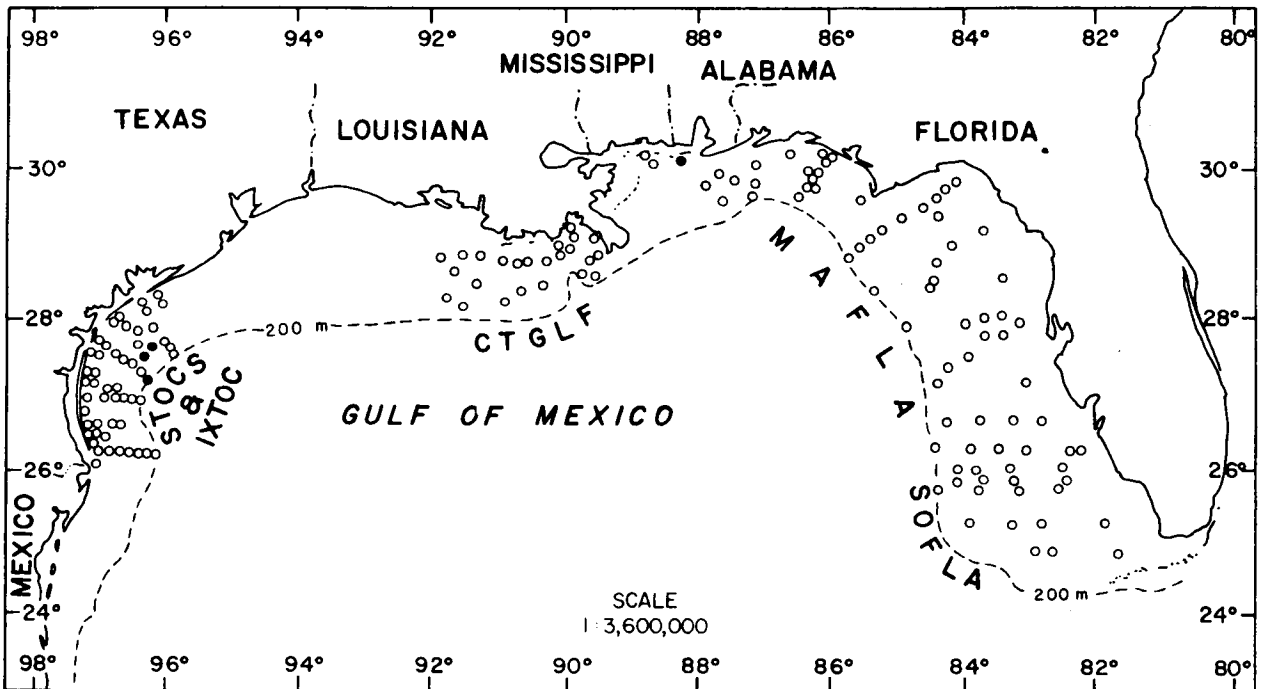 98° 96° 94° 92° 90° 88° 86° 84° 82° 80°
MISSISSIPPI ALABAMA
TEXAS LOUISIANA FLORIDA
30° 30°
MAFLA
28° 200 m CTGLF 28°
STOCS
&
IXTOC
GULF OF MEXICO
26° 26°
MEXICO
SOFLA
SCALE
1:3,600,000
200 m
24° 24°
98° 96° 94° 92° 90° 88° 86° 84° 82° 80°